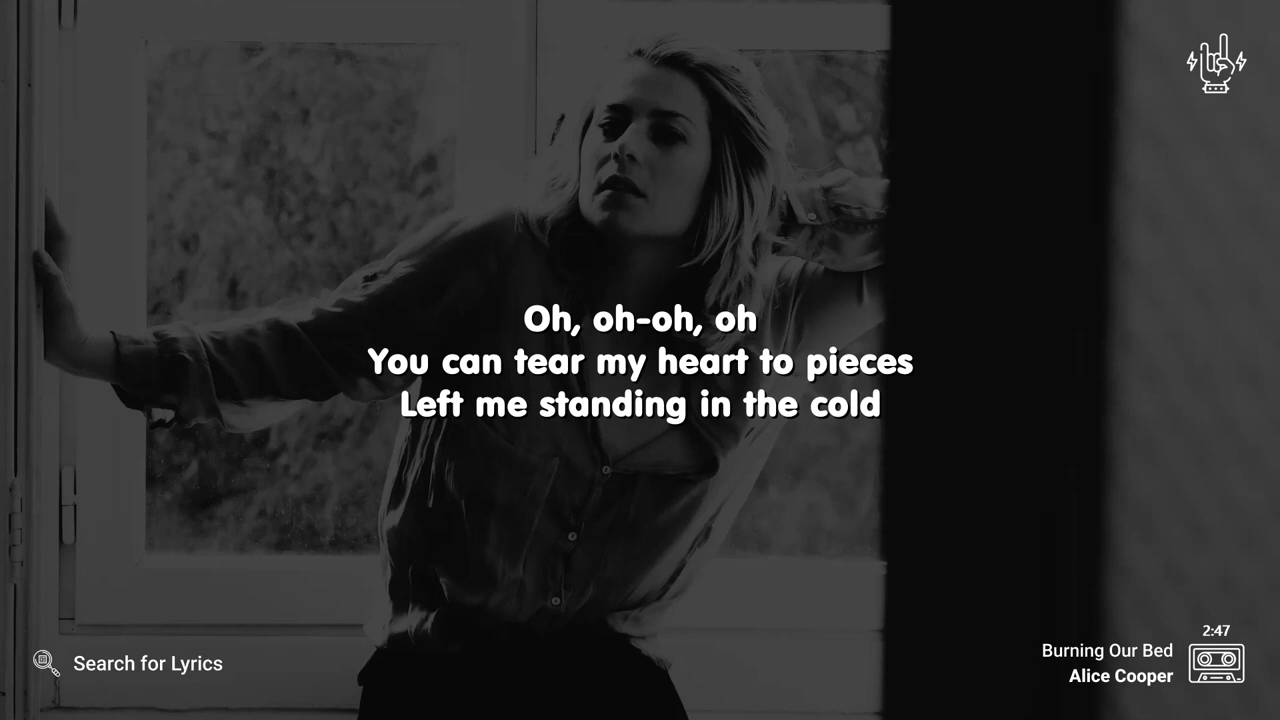 Oh, oh-oh, oh
You can tear my heart to pieces
Left me standing in the cold
2:47
Burning Our Bed
Alice Cooper
Search for Lyrics